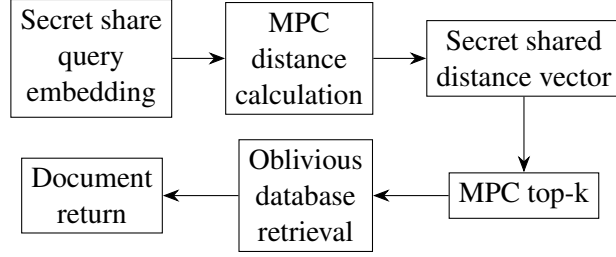 Secret share
query
embedding
MPC
distance
calculation
Secret shared
distance vector
MPC top-k
Oblivious
database
retrieval
Document
return